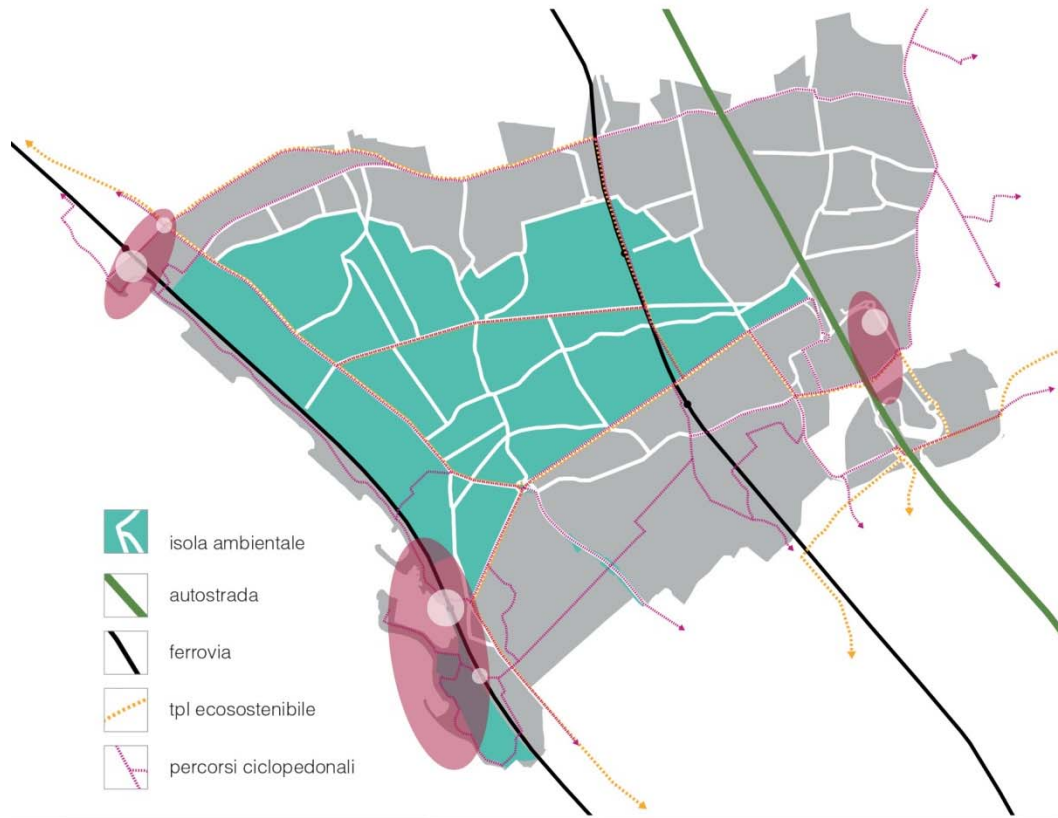 isola ambientale
autostrada
ferrovia
tpl ecosostenibile
percorsi ciclopedonali